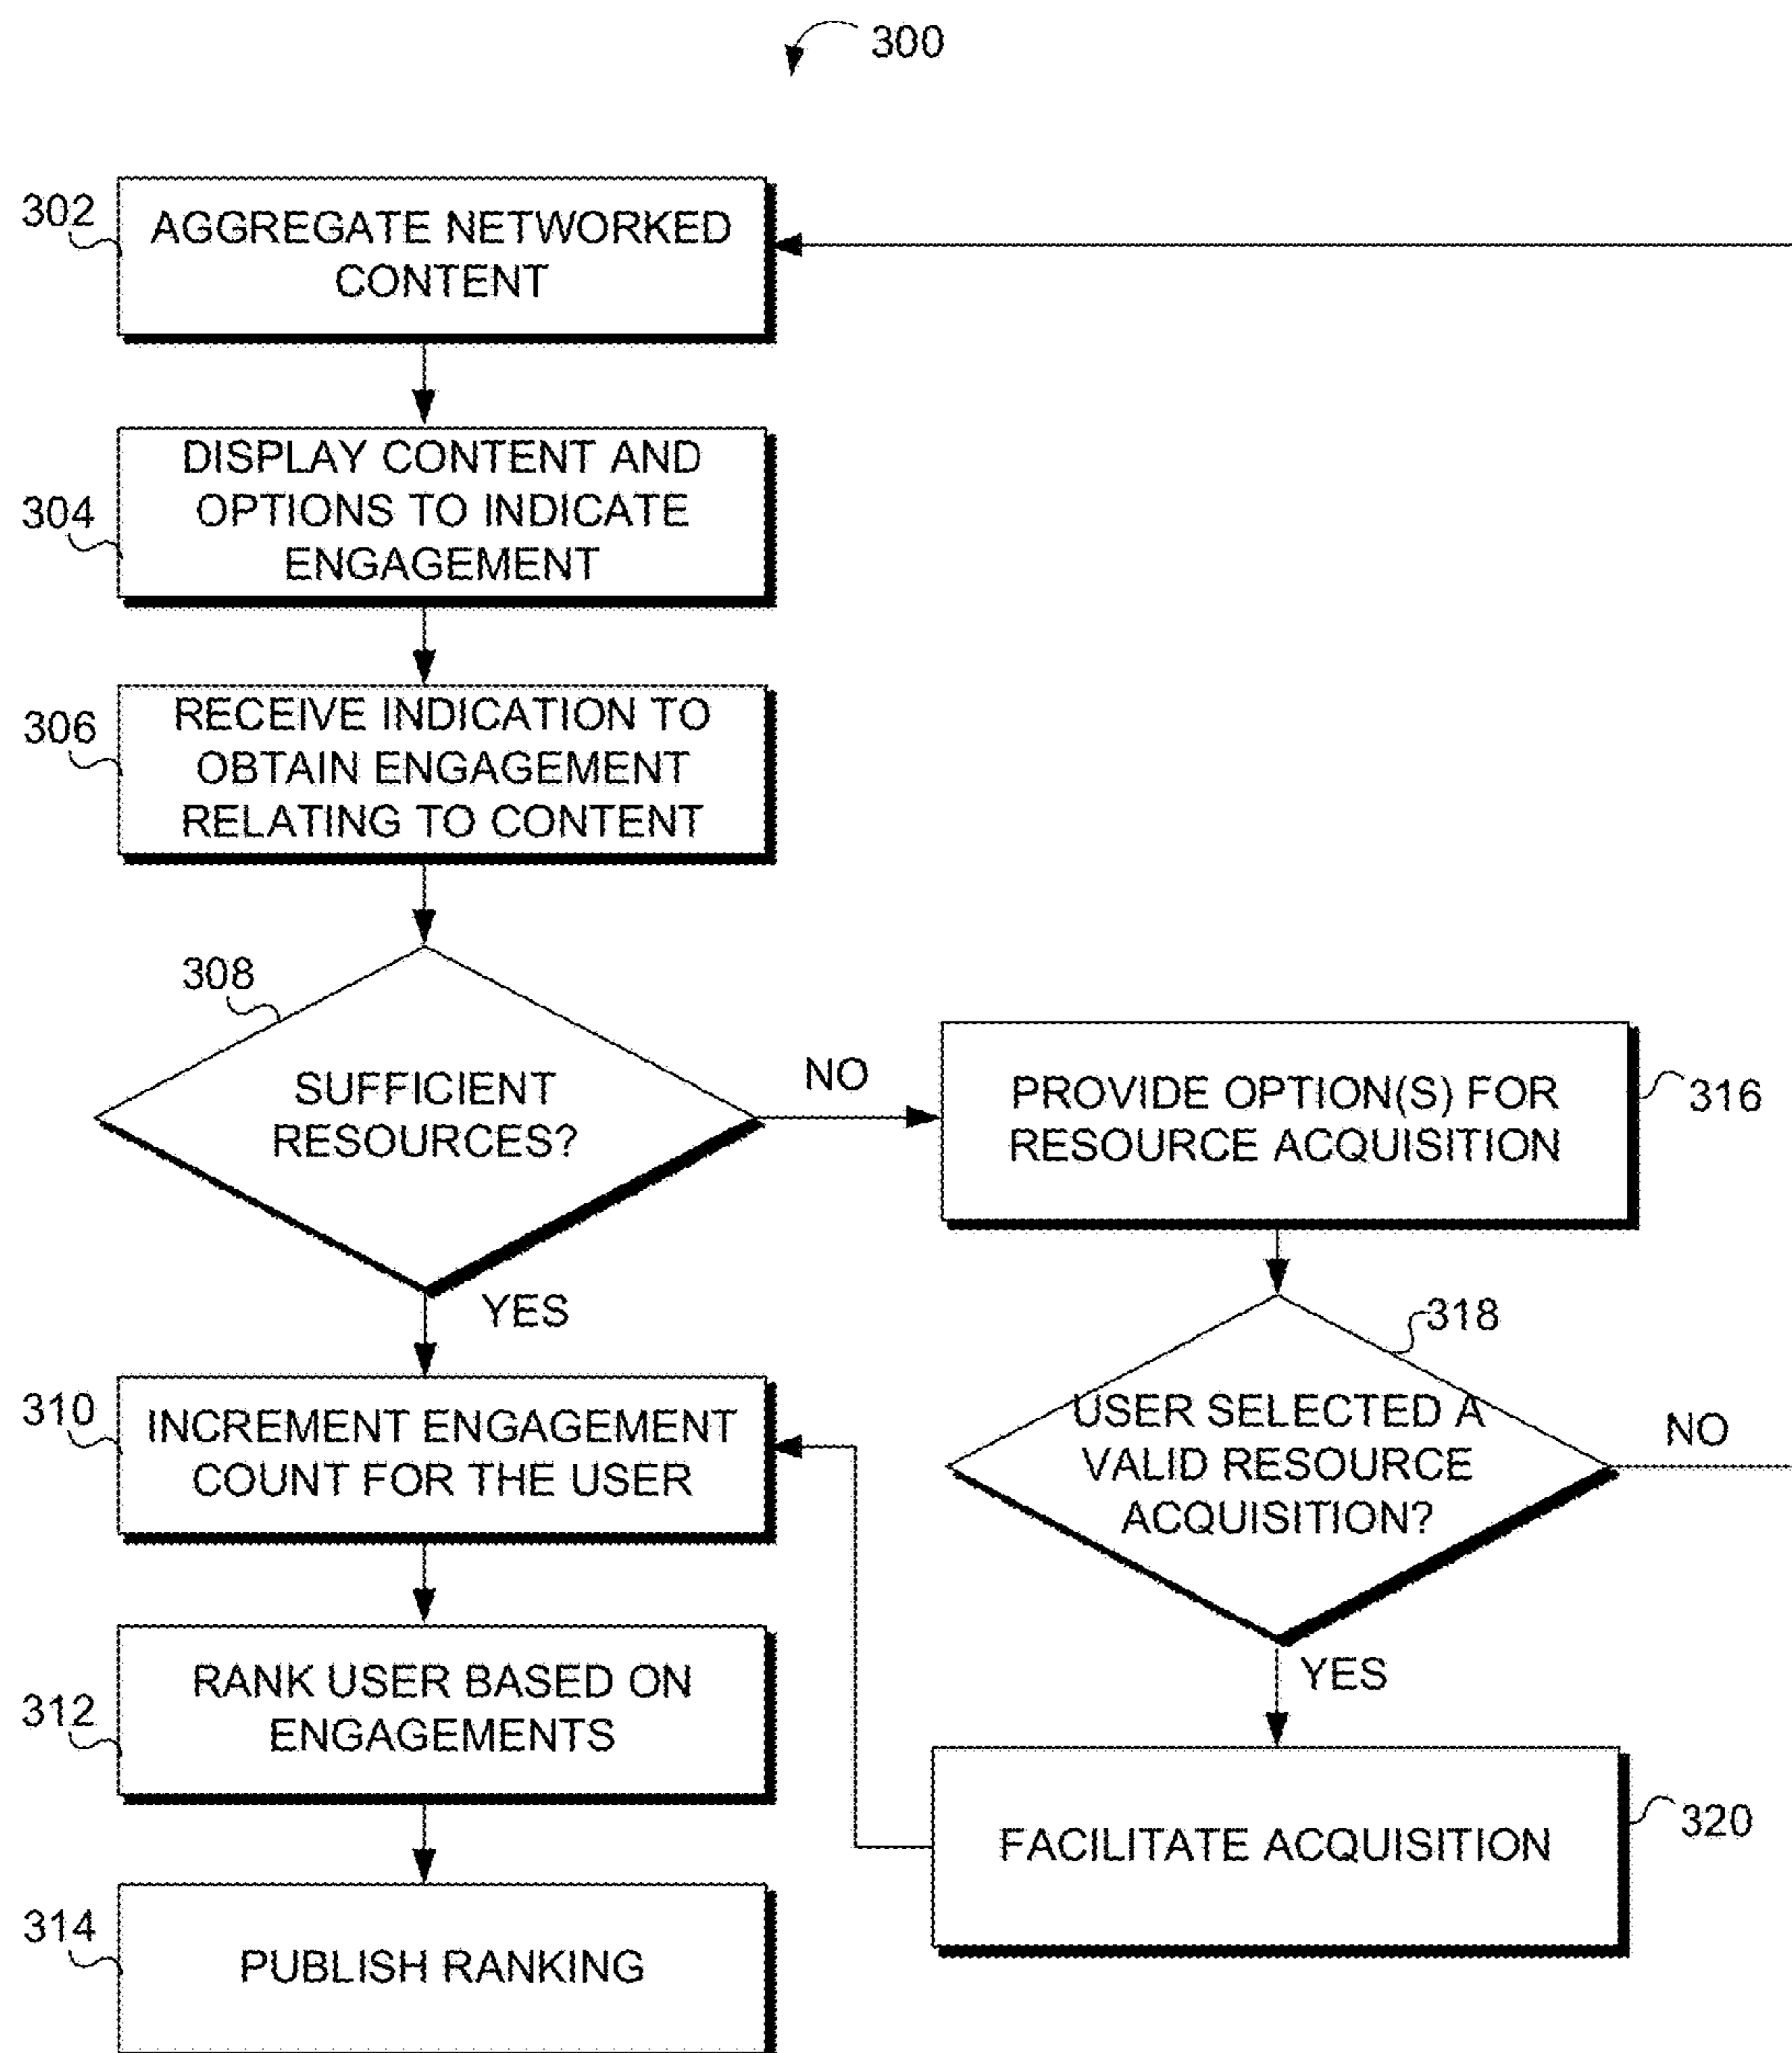 300
302
AGGREGATE NETWORKED
CONTENT
304
DISPLAY CONTENT AND
OPTIONS TO INDICATE
ENGAGEMENT
306
RECEIVE INDICATION TO
OBTAIN ENGAGEMENT
RELATING TO CONTENT
308
SUFFICIENT
RESOURCES?
NO
YES
316
PROVIDE OPTION(S) FOR
RESOURCE ACQUISITION
318
USER SELECTED A
VALID RESOURCE
ACQUISITION?
NO
YES
310
INCREMENT ENGAGEMENT
COUNT FOR THE USER
312
RANK USER BASED ON
ENGAGEMENTS
320
FACILITATE ACQUISITION
314
PUBLISH RANKING